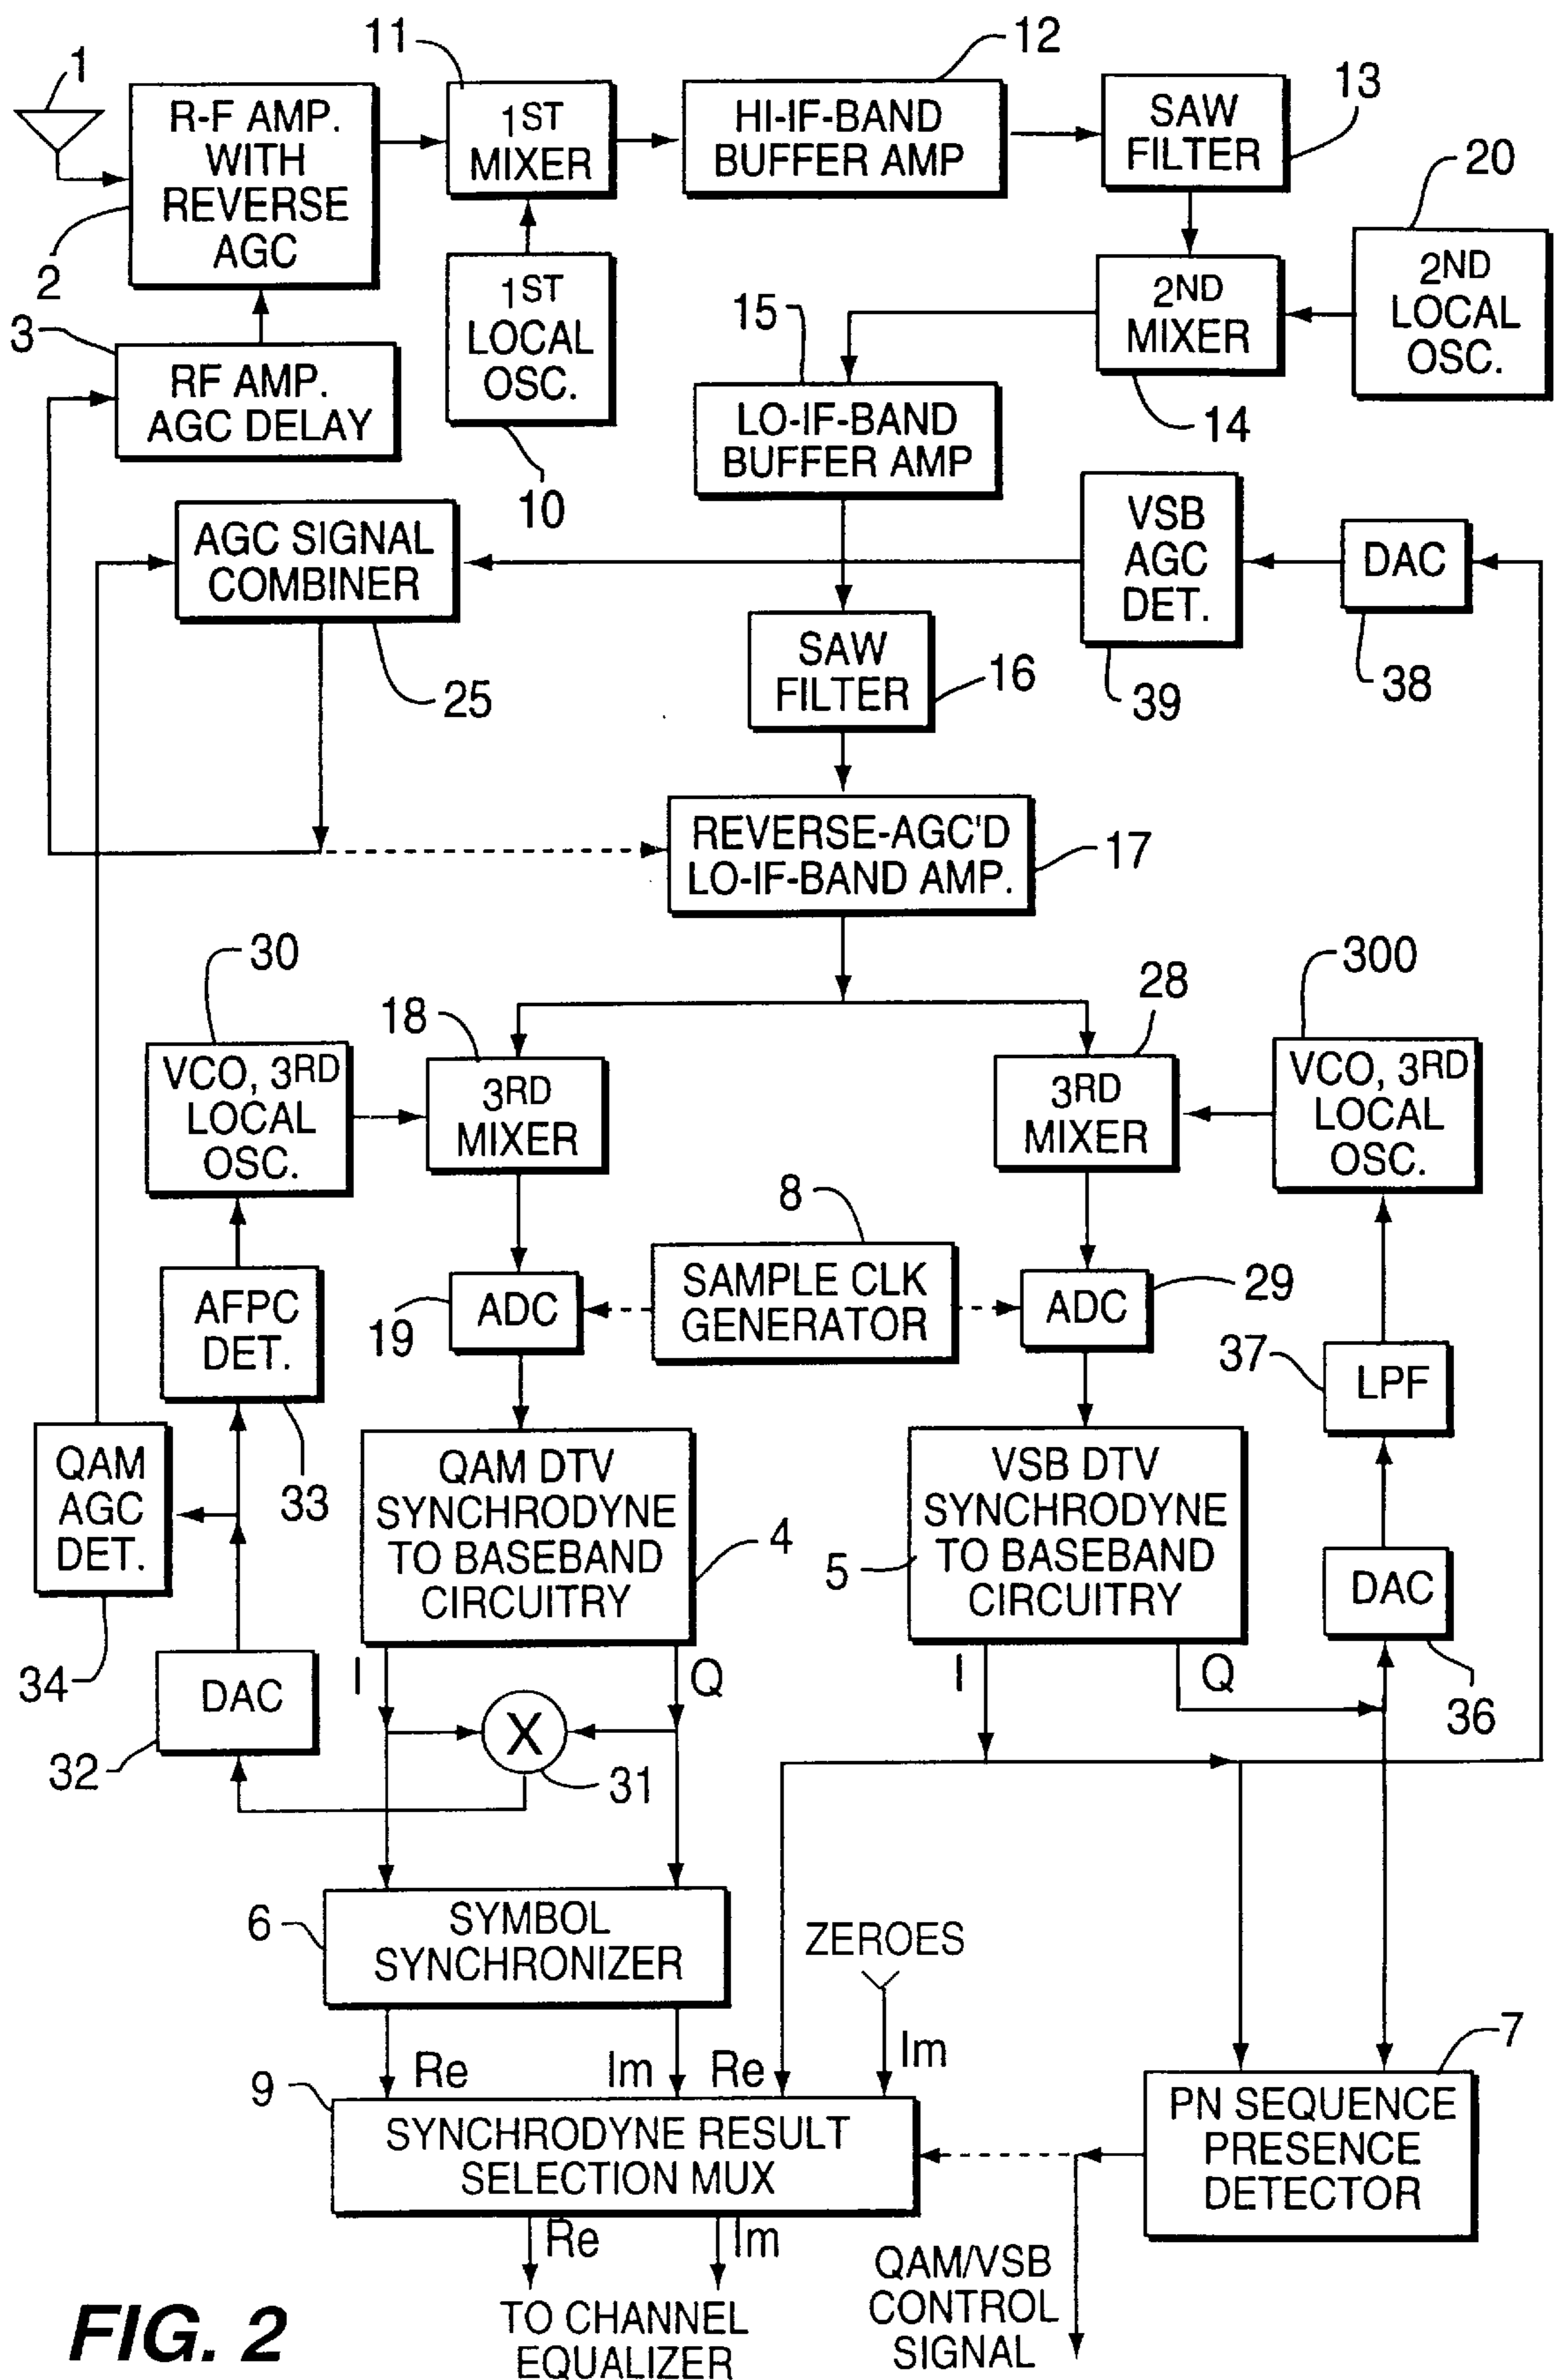 1
R-F AMP.
WITH
REVERSE
AGC
2
11
1ST
MIXER
12
HI-IF-BAND
BUFFER AMP
SAW
FILTER
13
20
2ND
LOCAL
OSC.
3
RF AMP.
AGC DELAY
1ST
LOCAL
OSC.
10
15
2ND
MIXER
14
LO-IF-BAND
BUFFER AMP
AGC SIGNAL
COMBINER
25
VSB
AGC
DET.
39
DAC
38
SAW
FILTER
16
REVERSE-AGC'D
LO-IF-BAND AMP.
17
30
VCO, 3RD
LOCAL
OSC.
18
3RD
MIXER
28
3RD
MIXER
300
VCO, 3RD
LOCAL
OSC.
8
SAMPLE CLK
GENERATOR
19
ADC
ADC
29
AFPC
DET.
33
37
LPF
QAM
AGC
DET.
34
QAM DTV
SYNCHRODYNE
TO BASEBAND
CIRCUITRY
4
5
VSB DTV
SYNCHRODYNE
TO BASEBAND
CIRCUITRY
DAC
36
DAC
32
I
Q
X
31
I
Q
6
SYMBOL
SYNCHRONIZER
ZEROES
Re
Im
Re
Im
9
SYNCHRODYNE RESULT
SELECTION MUX
7
PN SEQUENCE
PRESENCE
DETECTOR
Re
Im
TO CHANNEL
EQUALIZER
QAM/VSB
CONTROL
SIGNAL
FIG. 2